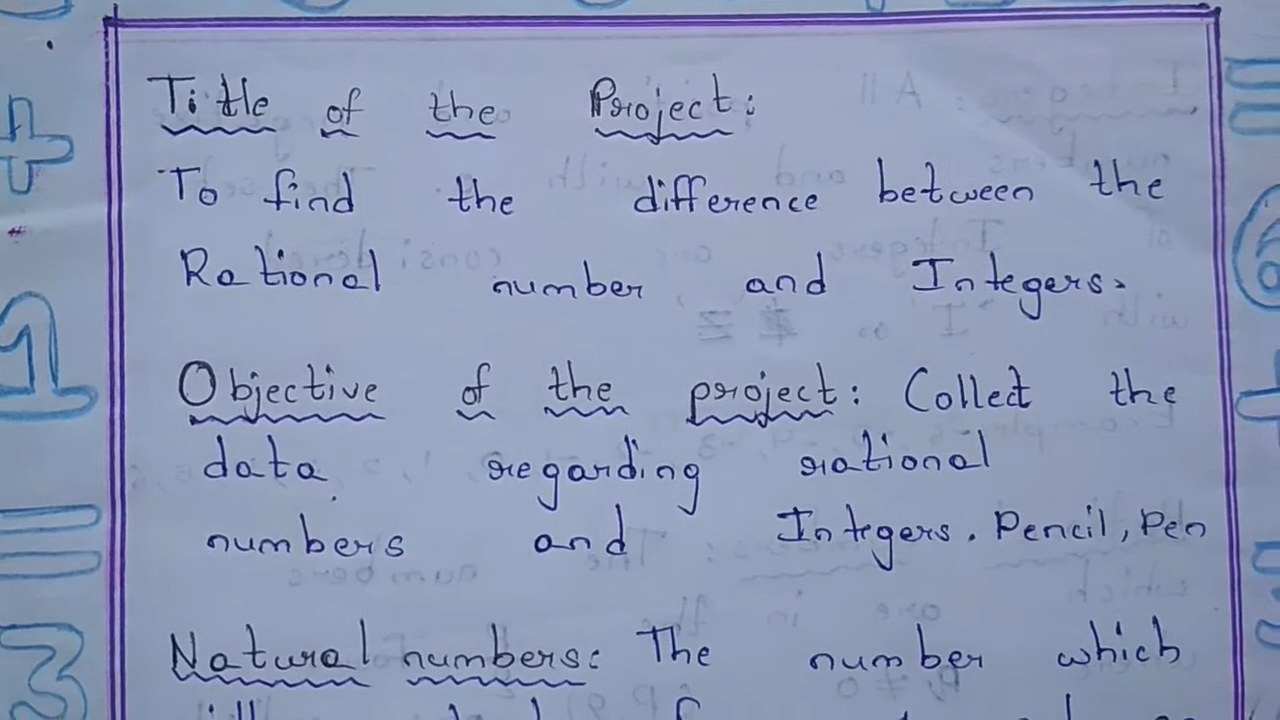 Title of the Project:
To find the difference between the
Rational number and Integers.
Objective of the project: Collect the
data regarding rational
numbers and Integers. Pencil, Pen
Natural numbers: The number which